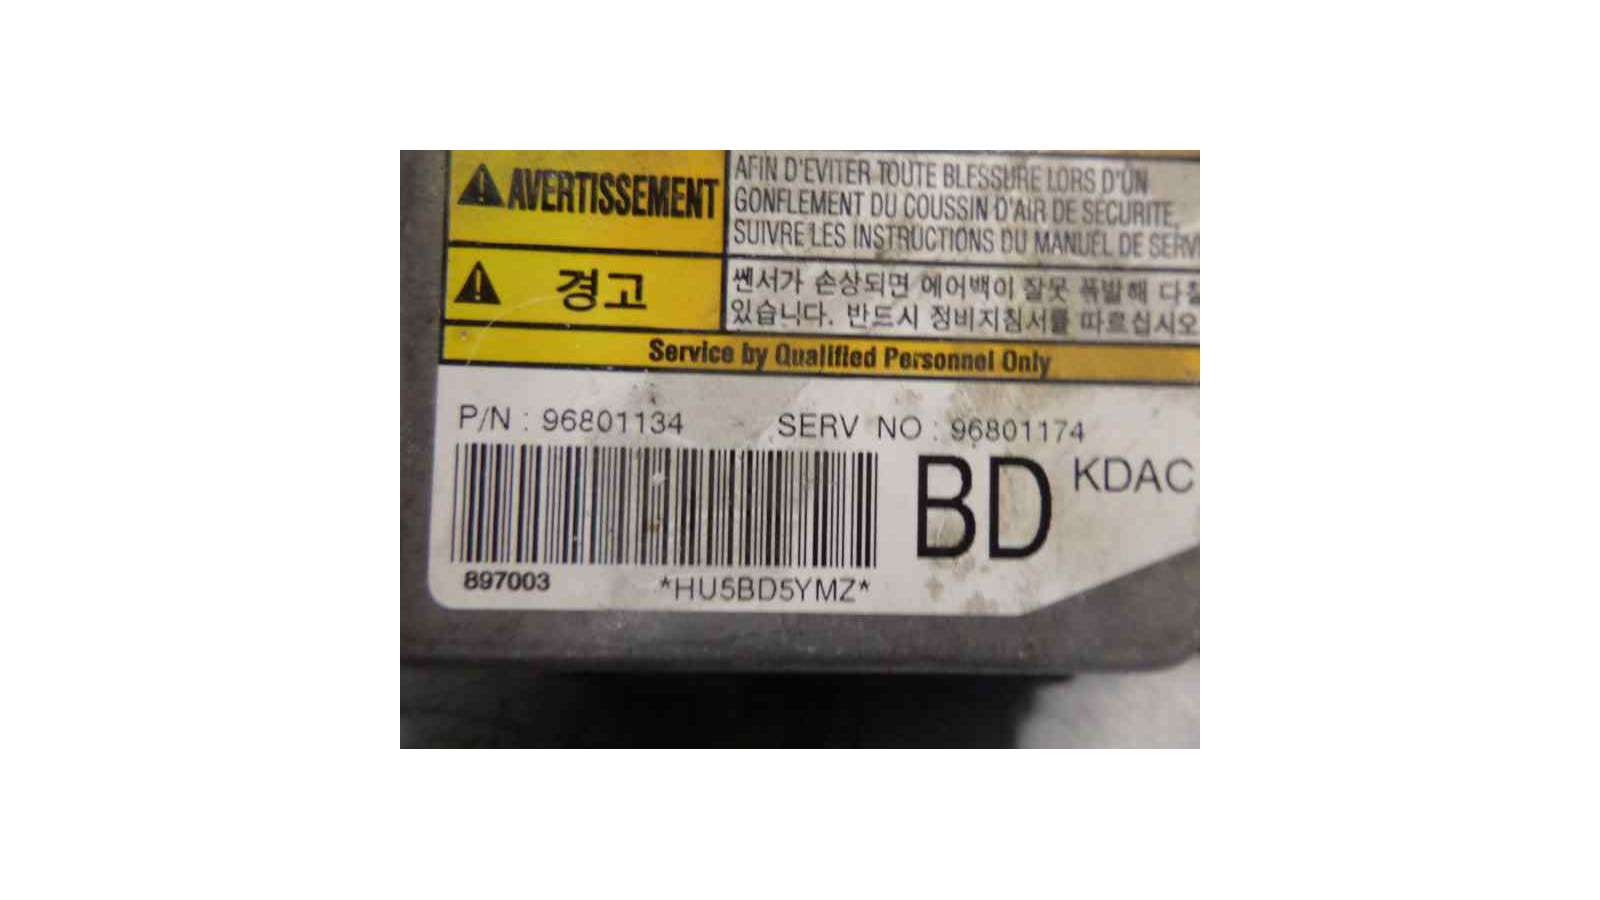 AVERTISSEMENT
AFIN D'EVITER TOUTE BLESSURE LORS D'UN
GONFLEMENT DU COUSSIN D'AIR DE SECURITE,
SUIVRE LES INSTRUCTIONS DU MANUEL DE SERVI
경고
쎈서가 손상되면 에어백이 잘못 폭발해 다칠
있습니다. 반드시 정비지침서를 따르십시오
Service by Qualified Personnel Only
P/N : 96801134 SERV NO : 96801174
BD KDAC
897003 *HU5BD5YMZ*